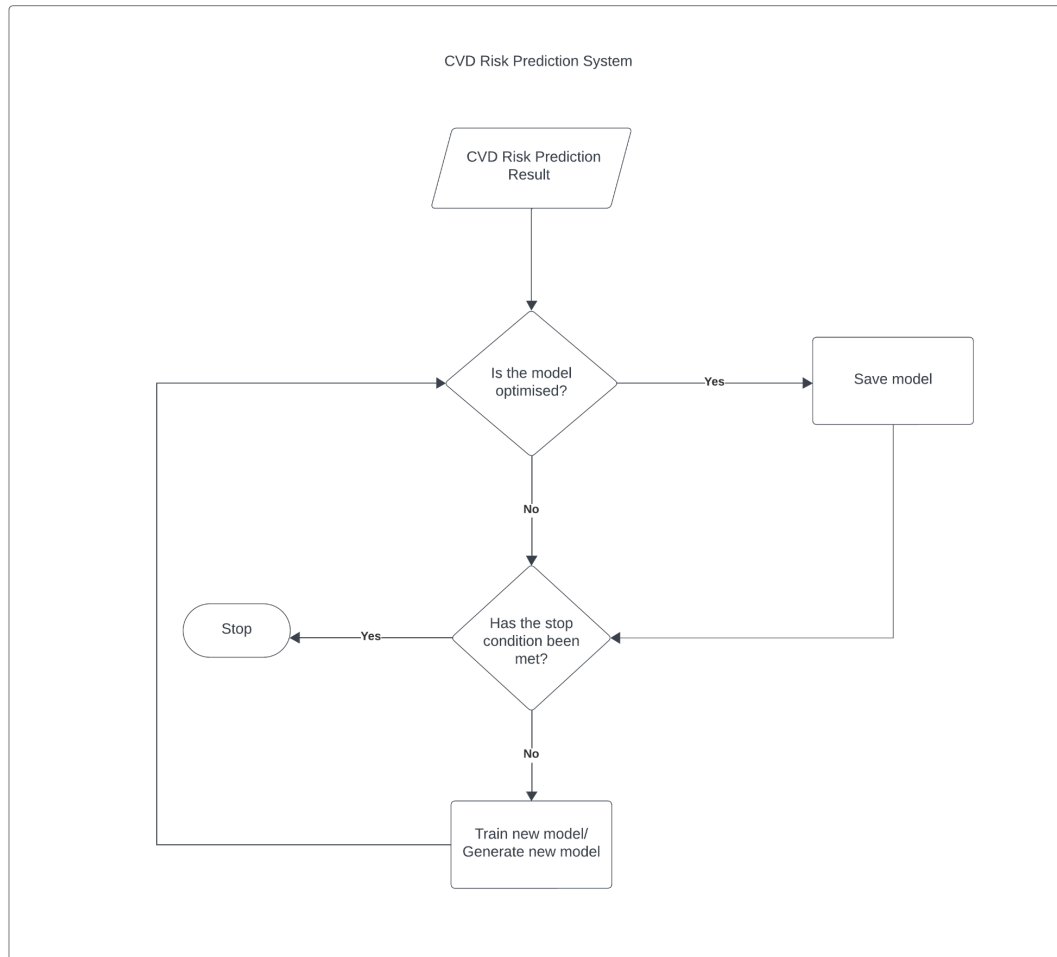 CVD Risk Prediction System
CVD Risk Prediction
Result
Is the model
optimised?
Yes
Save model
No
Stop
Yes
Has the stop
condition been
met?
No
Train new model/
Generate new model